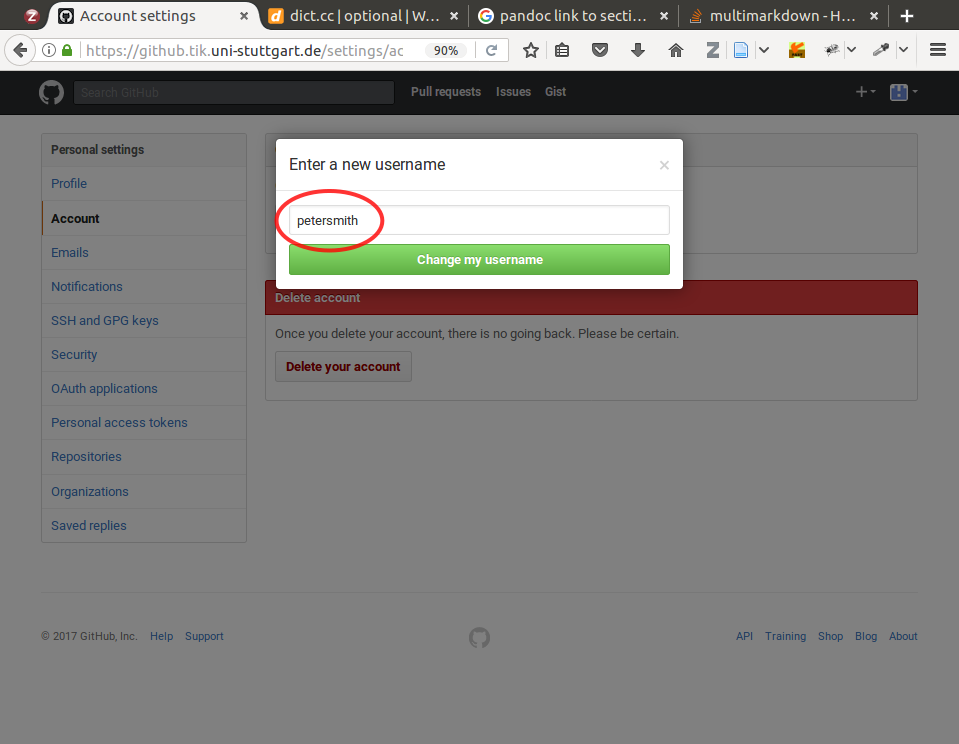 Account settings
dict.cc | optional | W...
pandoc link to secti...
multimarkdown - H...
https://github.tik.uni-stuttgart.de/settings/ac
90%
Search GitHub
Pull requests
Issues
Gist
Personal settings
Profile
Account
Emails
Notifications
SSH and GPG keys
Security
OAuth applications
Personal access tokens
Repositories
Organizations
Saved replies
Enter a new username
petersmith
Change my username
Delete account
Once you delete your account, there is no going back. Please be certain.
Delete your account
© 2017 GitHub, Inc.
Help
Support
API
Training
Shop
Blog
About